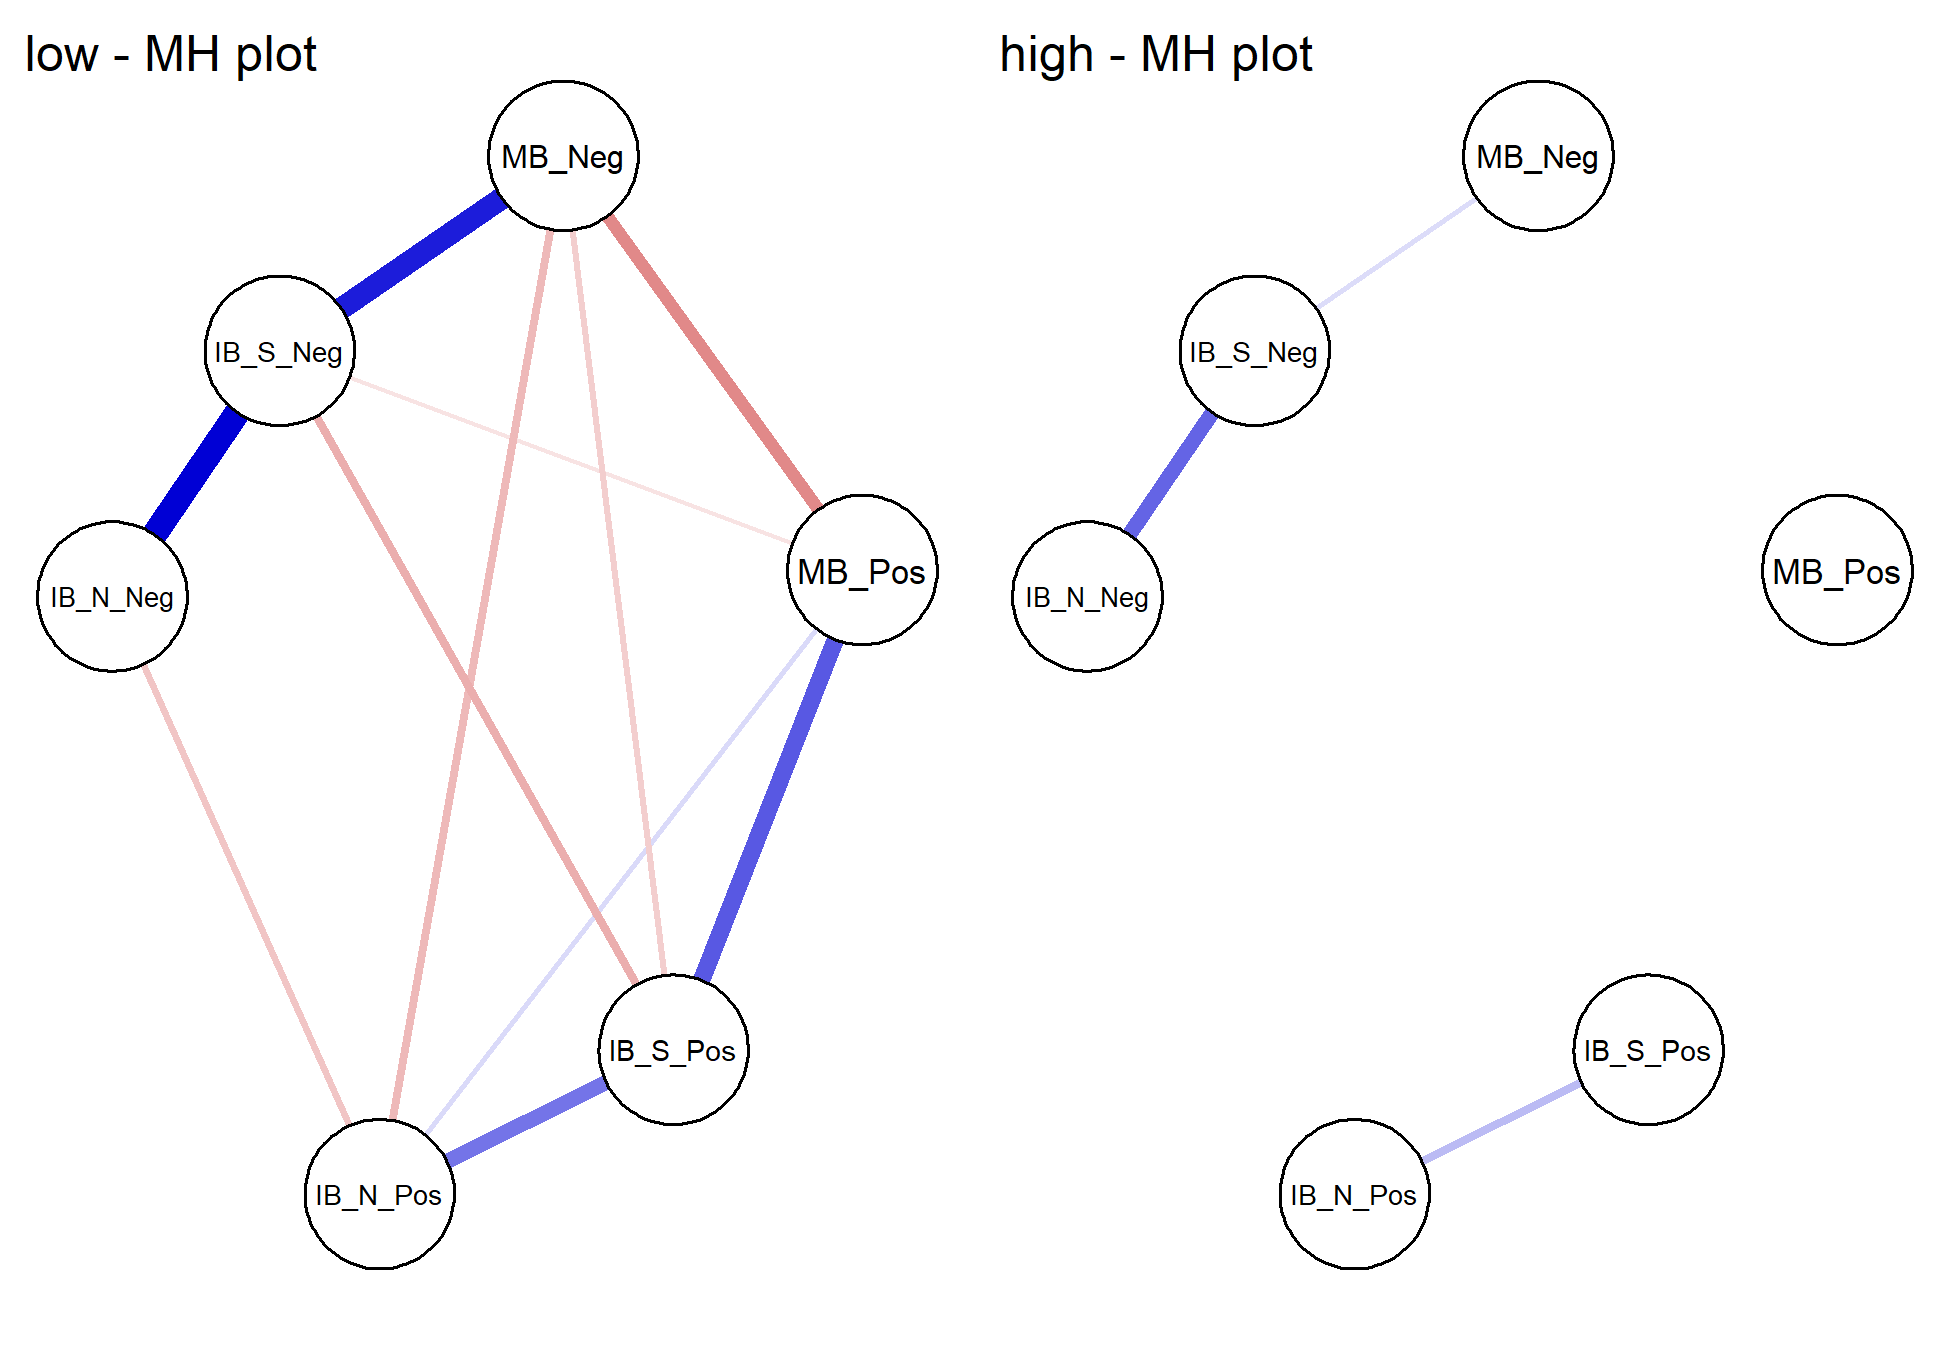 low - MH plot
MB_Neg
IB_S_Neg
MB_Pos
IB_N_Neg
IB_S_Pos
IB_N_Pos
high - MH plot
MB_Neg
IB_S_Neg
MB_Pos
IB_N_Neg
IB_S_Pos
IB_N_Pos